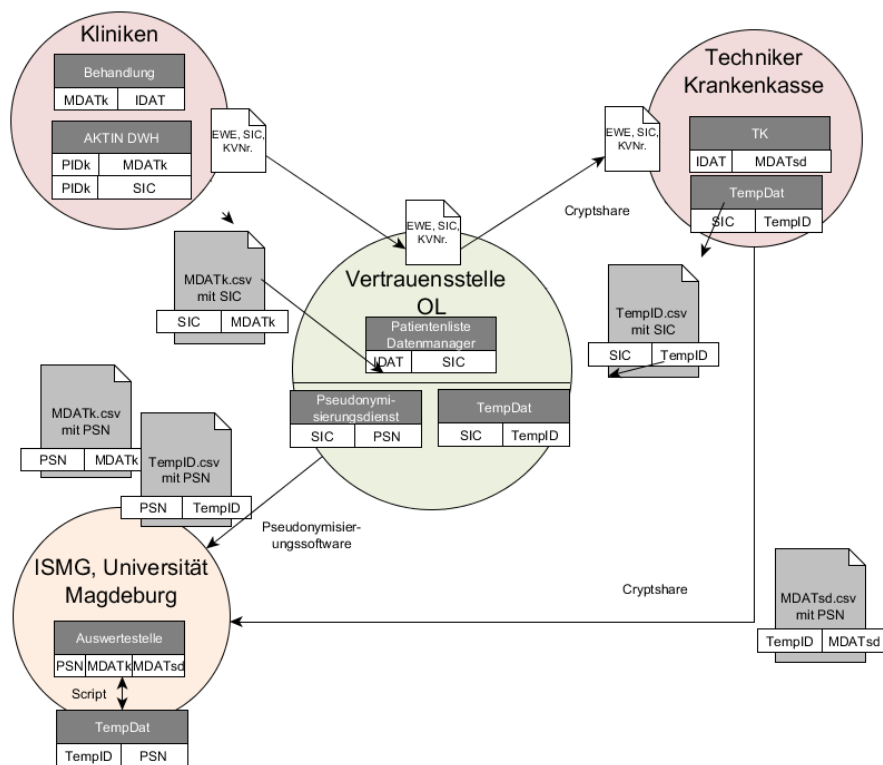 Kliniken
Behandlung
MDATk IDAT
AKTIN DWH
PIDk MDATk
PIDk SIC
EWE, SIC,
KVNr.
Techniker
Krankenkasse
EWE, SIC,
KVNr.
TK
IDAT MDATsd
TempDat
SIC TempID
Cryptshare
EWE, SIC,
KVNr.
Vertrauensstelle
OL
Patientenliste
Datenmanager
IDAT SIC
Pseudonymi-
sierungsdienst
SIC PSN
TempDat
SIC TempID
MDATk.csv
mit SIC
SIC MDATk
TempID.csv
mit SIC
SIC TempID
MDATk.csv
mit PSN
PSN MDATk
TempID.csv
mit PSN
PSN TempID
Pseudonymisier-
ungssoftware
ISMG, Universität
Magdeburg
Auswertestelle
PSN MDATk MDATsd
Script
TempDat
TempID PSN
Cryptshare
MDATsd.csv
mit PSN
TempID MDATsd